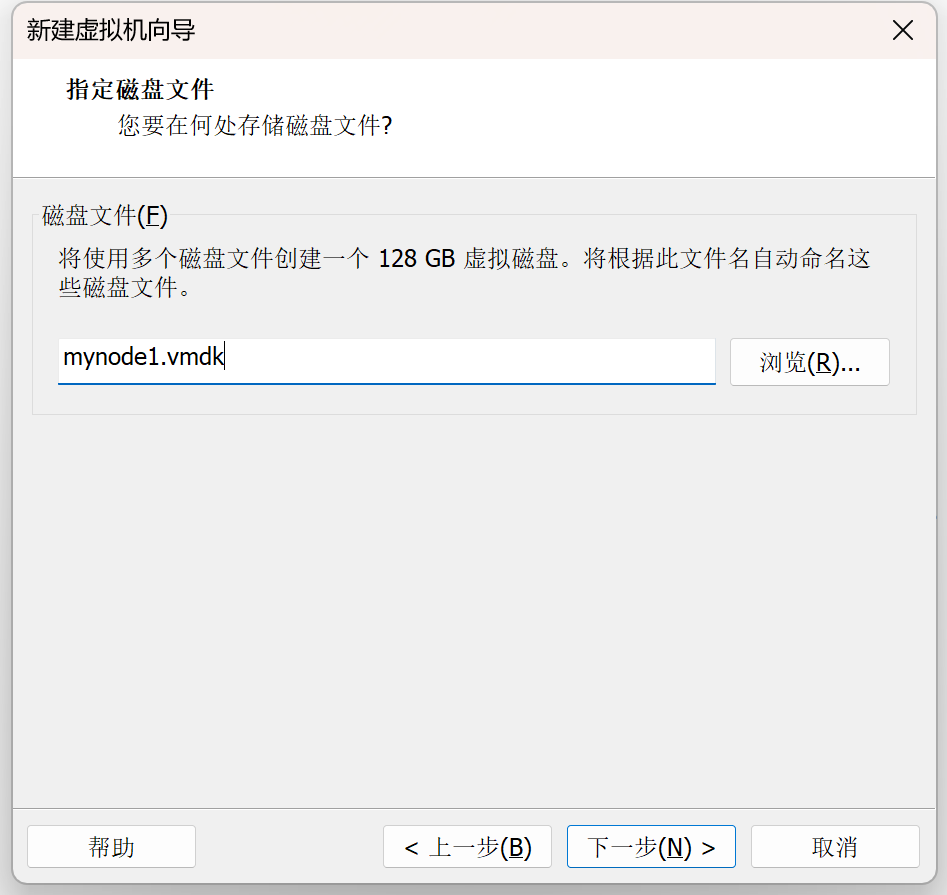 新建虚拟机向导
指定磁盘文件
您要在何处存储磁盘文件?
磁盘文件(F)
将使用多个磁盘文件创建一个 128 GB 虚拟磁盘。将根据此文件名自动命名这
些磁盘文件。
mynode1.vmdk
浏览(R)...
帮助
< 上一步(B)
下一步(N) >
取消